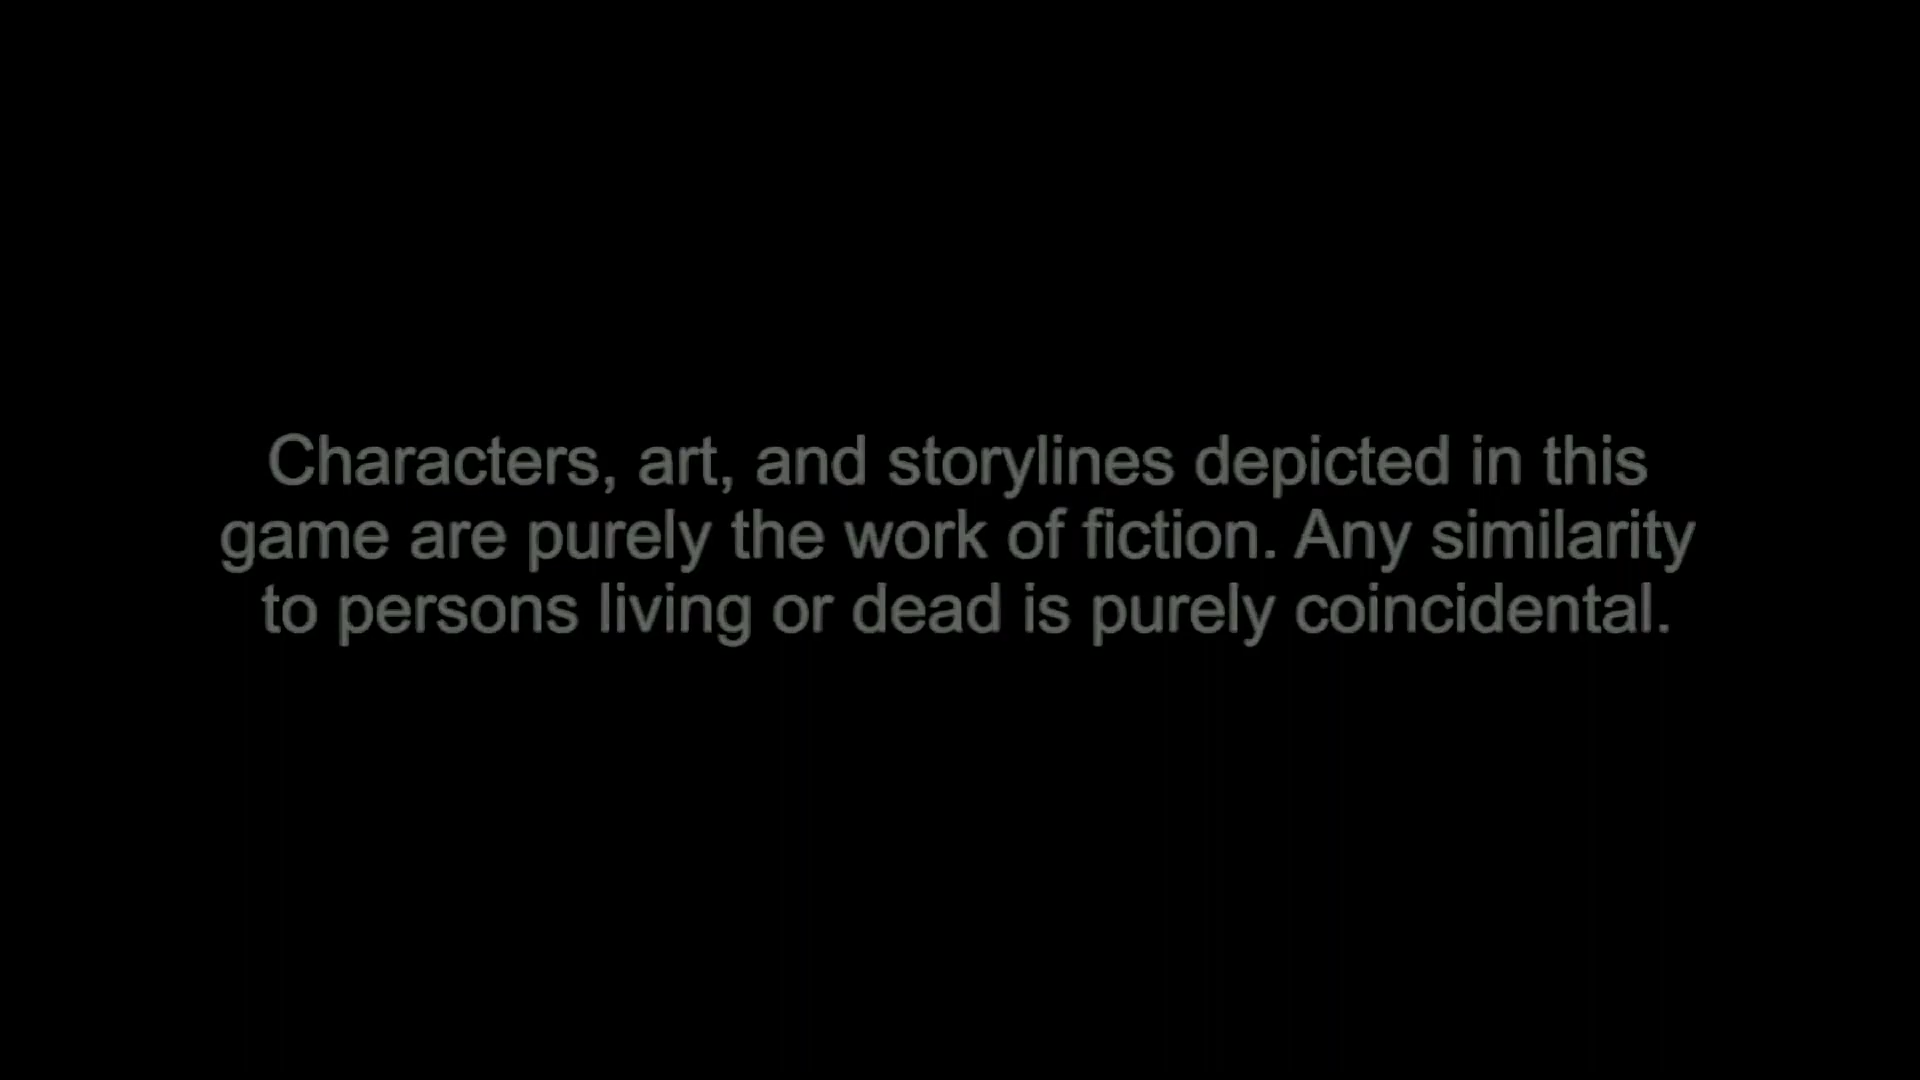 Characters, art, and storylines depicted in this
game are purely the work of fiction. Any similarity
to persons living or dead is purely coincidental.